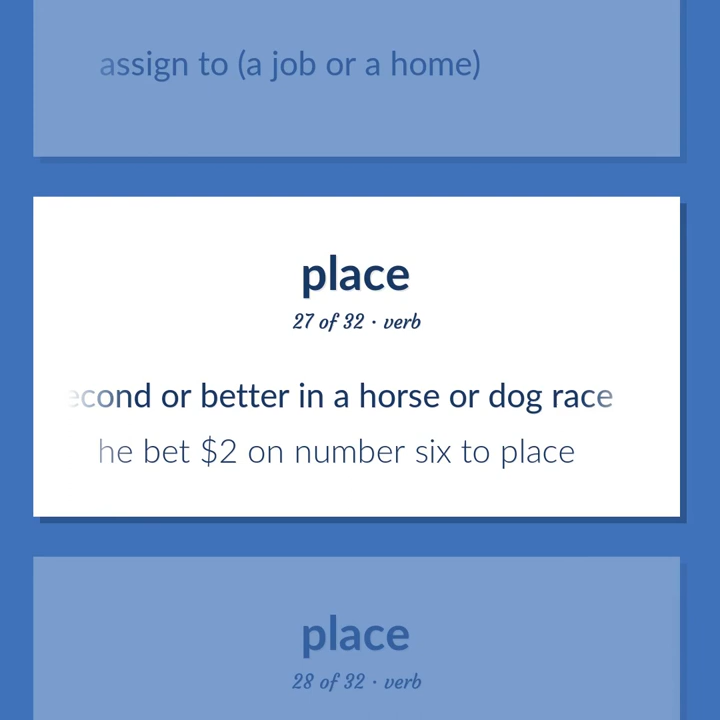 assign to (a job or a home)
place
27 of 32 · verb
econd or better in a horse or dog race
he bet $2 on number six to place
place
28 of 32 · verb